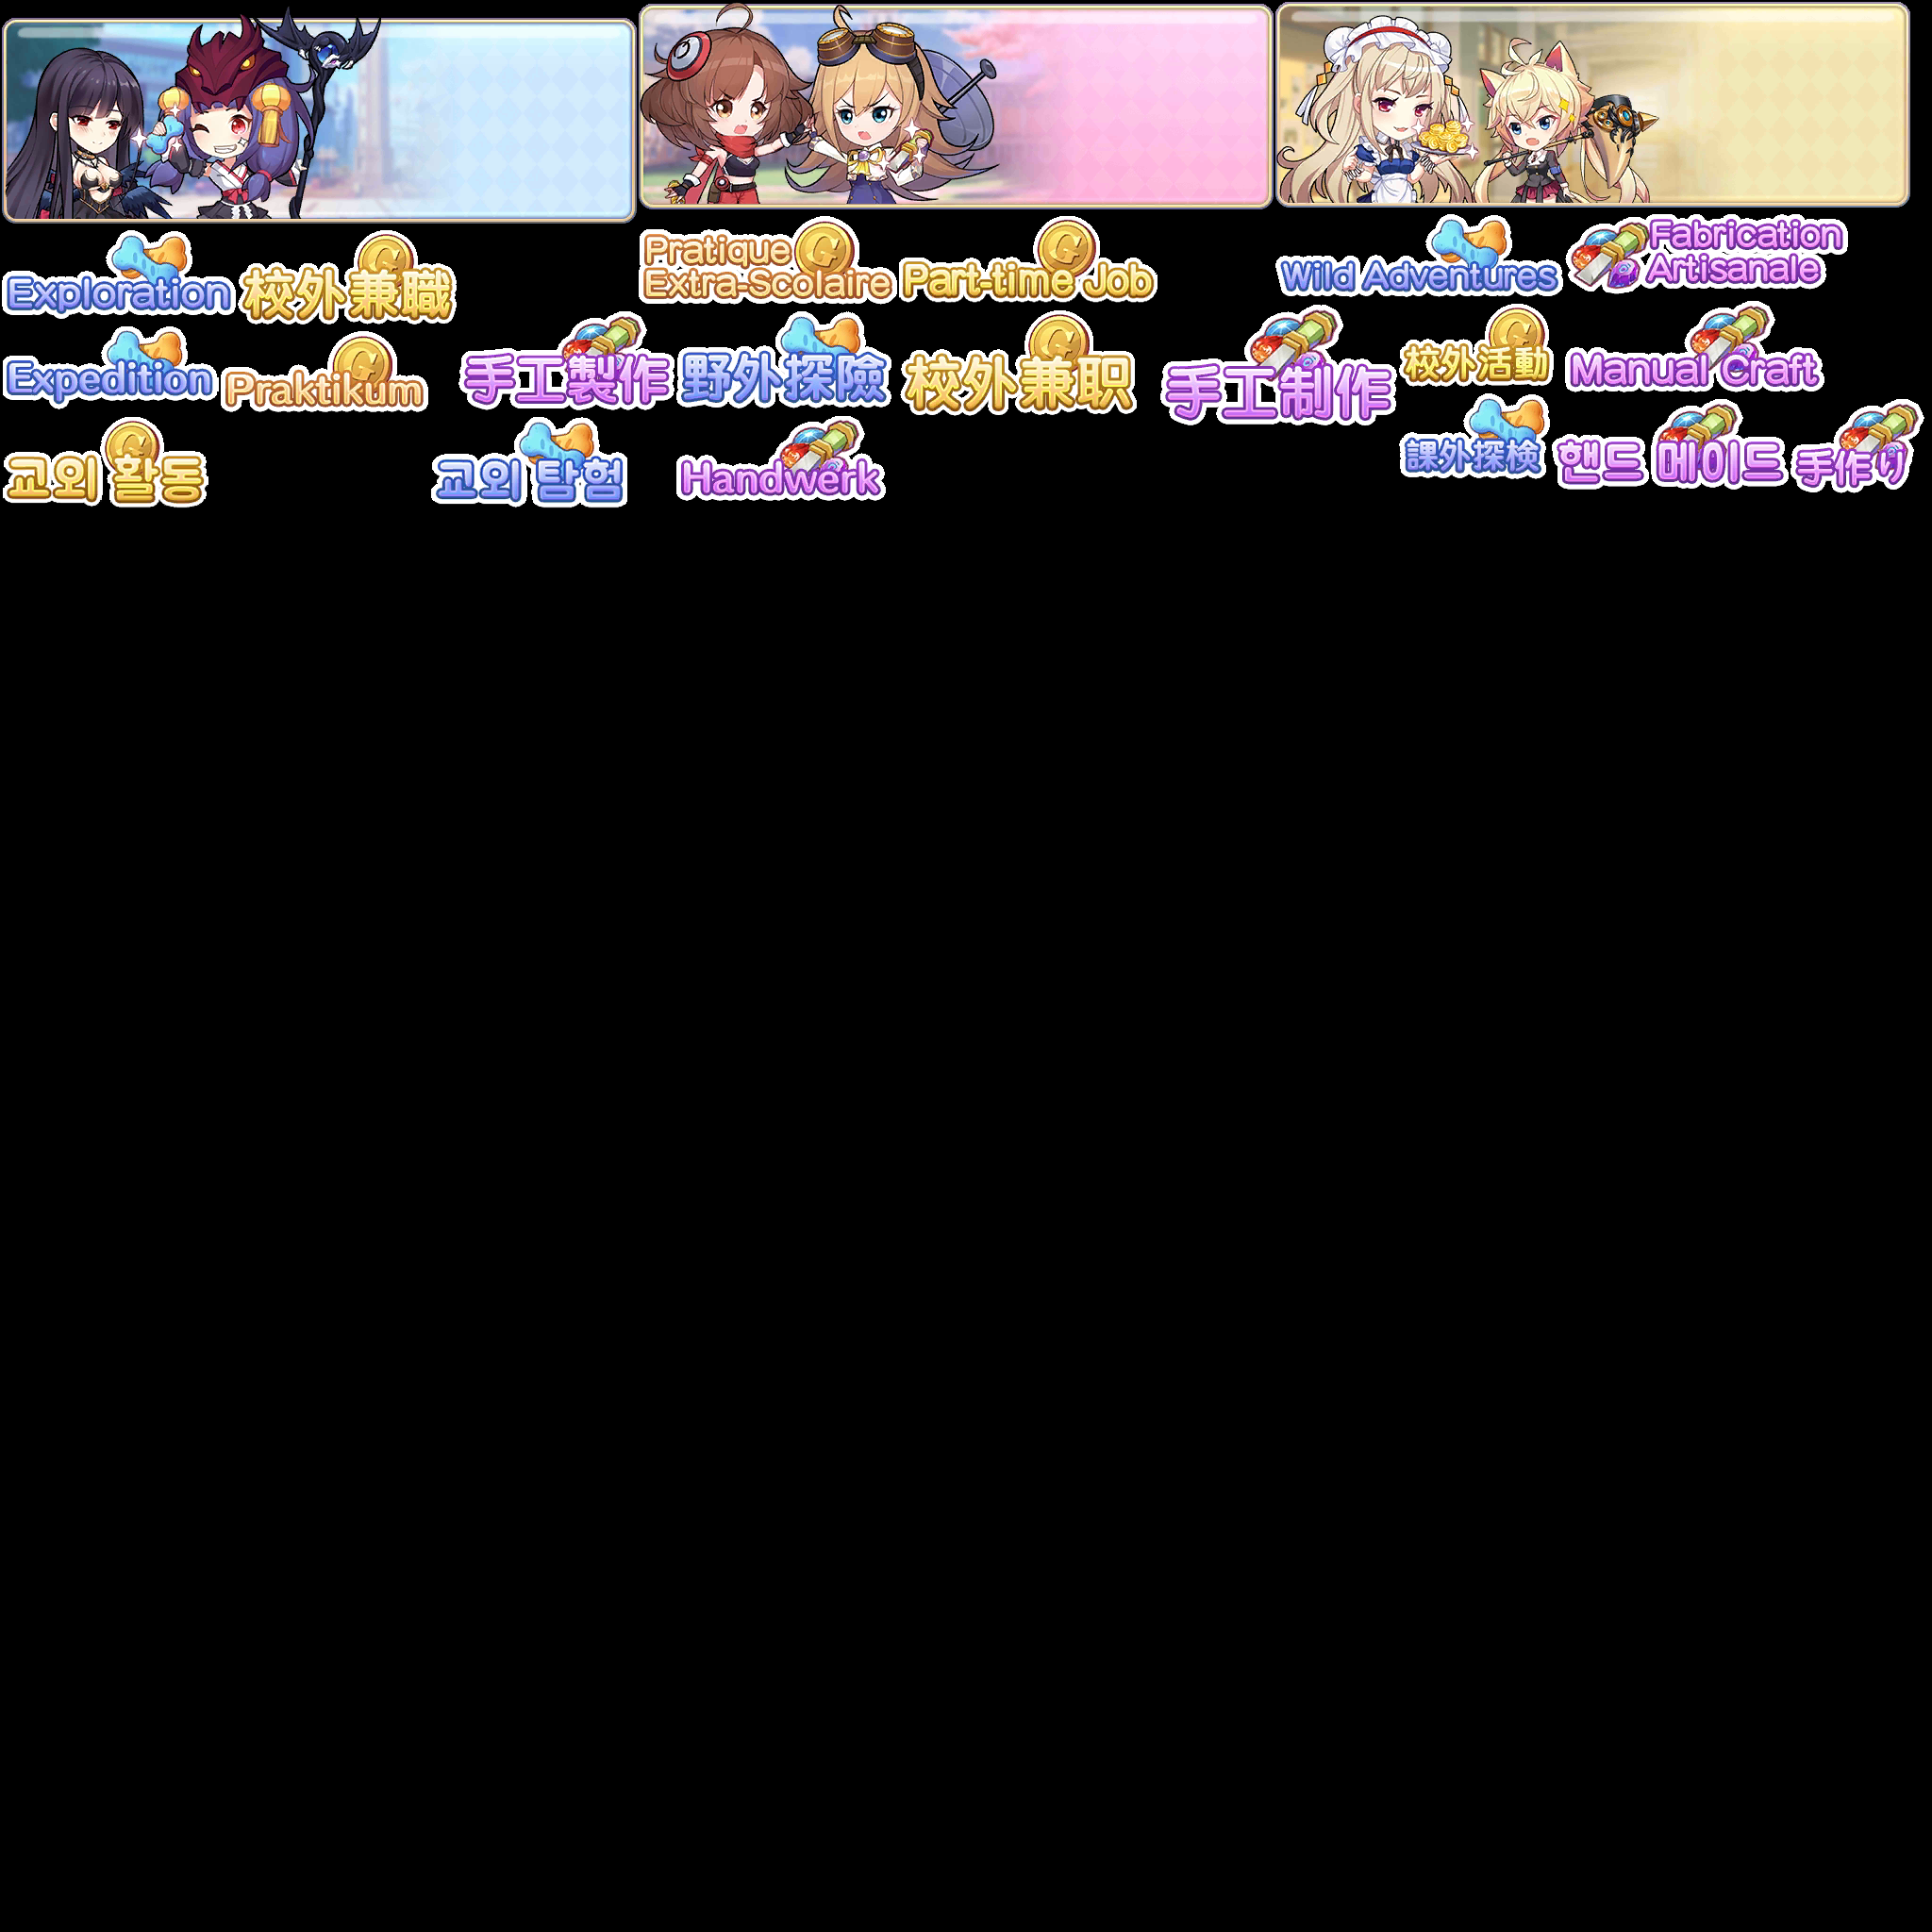 Exploration
校外兼職
Pratique
Extra-Scolaire
Part-time Job
Wild Adventures
Fabrication
Artisanale
Expedition
Praktikum
手工製作
野外探險
校外兼职
手工制作
校外活動
Manual Craft
교외 활동
교외 탐험
Handwerk
課外探検
핸드 메이드
手作り